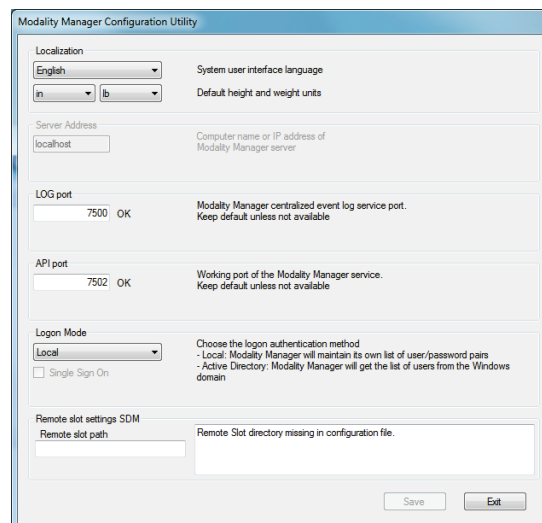 Modality Manager Configuration Utility
Localization
English
System user interface language
in
lb
Default height and weight units
Server Address
localhost
Computer name or IP address of
Modality Manager server
LOG port
7500 OK
Modality Manager centralized event log service port.
Keep default unless not available
API port
7502 OK
Working port of the Modality Manager service.
Keep default unless not available
Logon Mode
Local
Single Sign On
Choose the logon authentication method
- Local: Modality Manager will maintain its own list of user/password pairs
- Active Directory: Modality Manager will get the list of users from the Windows
domain
Remote slot settings SDM
Remote slot path
Remote Slot directory missing in configuration file.
Save
Exit